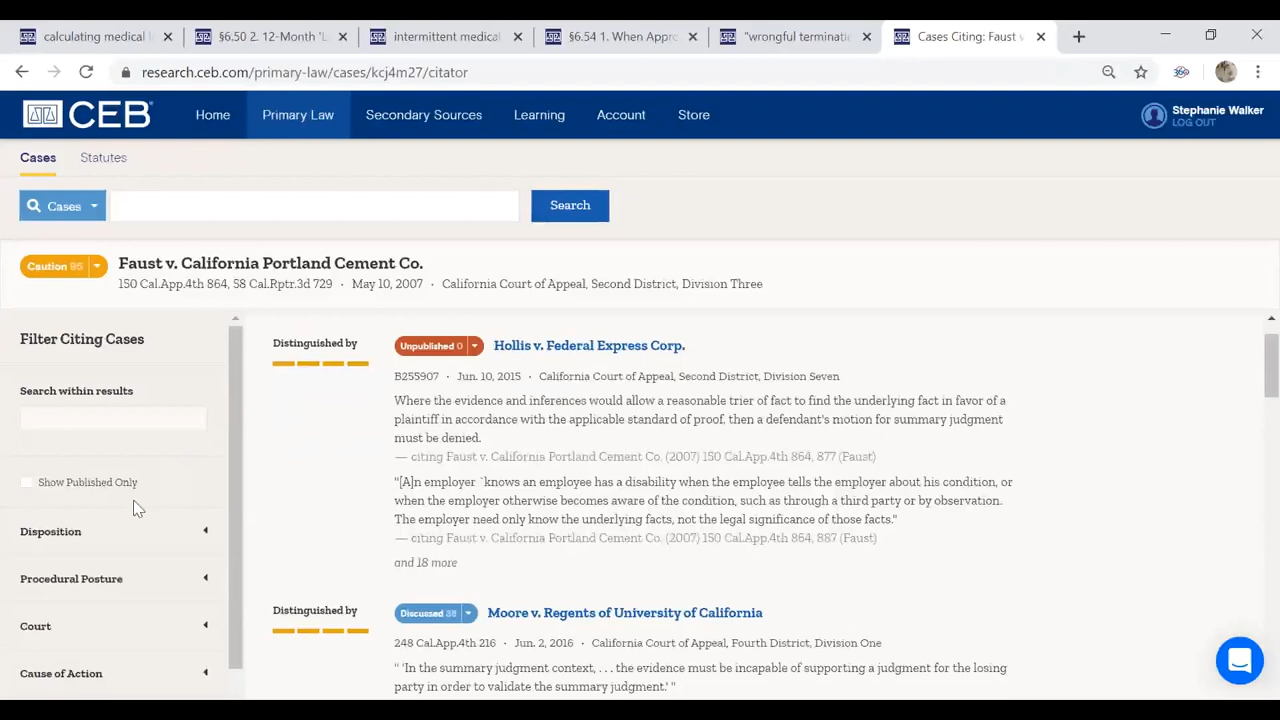 calculating medical l
§6.50 2. 12-Month 'L
intermittent medical
§6.54 1. When Appro
"wrongful terminatio
Cases Citing: Faust v
research.ceb.com/primary-law/cases/kcj4m27/citator
360
CEB
Home
Primary Law
Secondary Sources
Learning
Account
Store
Stephanie Walker
LOG OUT
Cases
Statutes
Cases
Search
Caution 95
Faust v. California Portland Cement Co.
150 Cal.App.4th 864, 58 Cal.Rptr.3d 729 · May 10, 2007 · California Court of Appeal, Second District, Division Three
Filter Citing Cases
Search within results
Show Published Only
Disposition
Procedural Posture
Court
Cause of Action
Distinguished by
Unpublished 0
Hollis v. Federal Express Corp.
B255907 · Jun. 10, 2015 · California Court of Appeal, Second District, Division Seven
Where the evidence and inferences would allow a reasonable trier of fact to find the underlying fact in favor of a
plaintiff in accordance with the applicable standard of proof, then a defendant's motion for summary judgment
must be denied.
— citing Faust v. California Portland Cement Co. (2007) 150 Cal.App.4th 864, 877 (Faust)
"[A]n employer `knows an employee has a disability when the employee tells the employer about his condition, or
when the employer otherwise becomes aware of the condition, such as through a third party or by observation.
The employer need only know the underlying facts, not the legal significance of those facts."
— citing Faust v. California Portland Cement Co. (2007) 150 Cal.App.4th 864, 887 (Faust)
and 18 more
Distinguished by
Discussed 38
Moore v. Regents of University of California
248 Cal.App.4th 216 · Jun. 2, 2016 · California Court of Appeal, Fourth District, Division One
" 'In the summary judgment context, . . . the evidence must be incapable of supporting a judgment for the losing
party in order to validate the summary judgment.' "